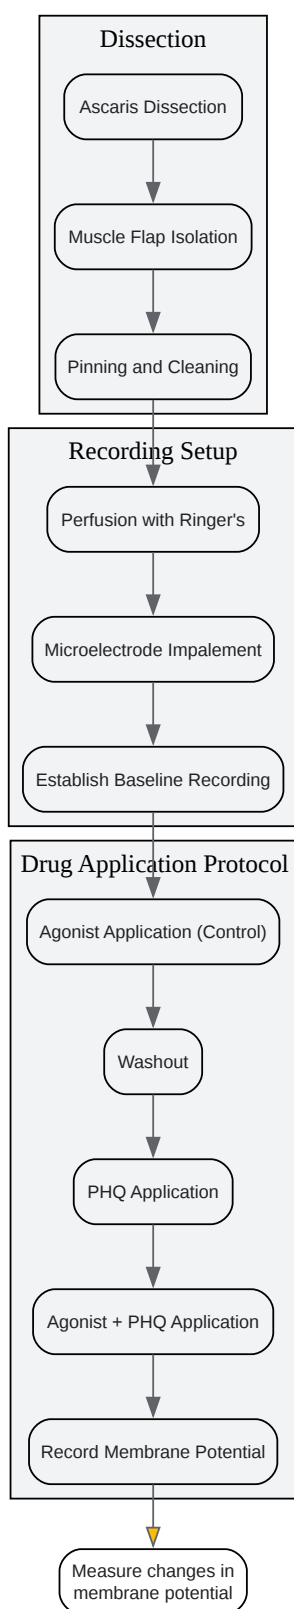 Dissection
Ascaris Dissection
Muscle Flap Isolation
Pinning and Cleaning
Recording Setup
Perfusion with Ringer's
Microelectrode Impalement
Establish Baseline Recording
Drug Application Protocol
Agonist Application (Control)
Washout
PHQ Application
Agonist + PHQ Application
Record Membrane Potential
Measure changes in
membrane potential